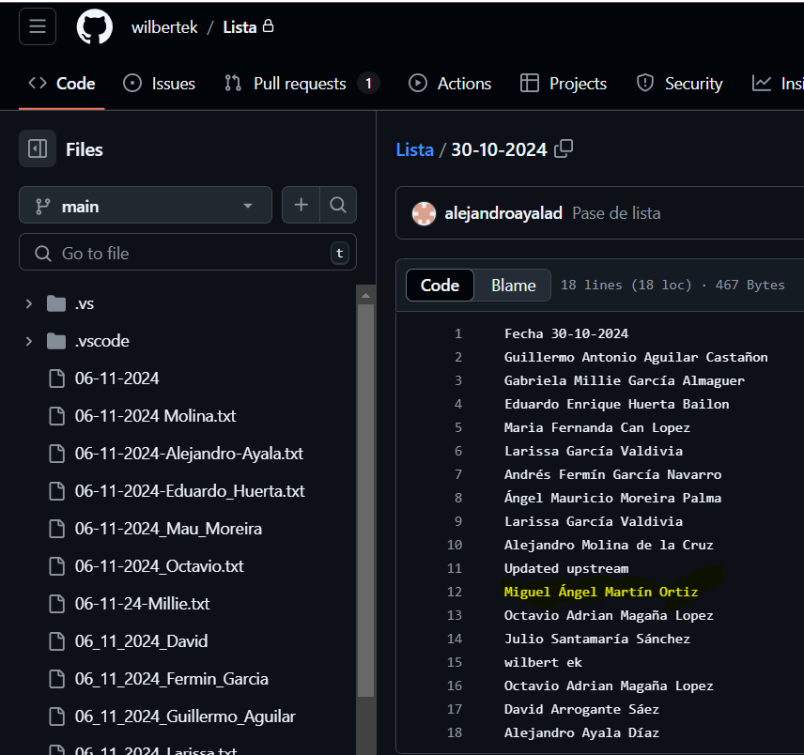 wilbertek / Lista
Code Issues Pull requests 1 Actions Projects Security Insi
Files
main
Go to file t
.vs
.vscode
06-11-2024
06-11-2024 Molina.txt
06-11-2024-Alejandro-Ayala.txt
06-11-2024-Eduardo_Huerta.txt
06-11-2024_Mau_Moreira
06-11-2024_Octavio.txt
06-11-24-Millie.txt
06_11_2024_David
06_11_2024_Fermin_Garcia
06_11_2024_Guillermo_Aguilar
06_11_2024_Larissa.txt
Lista / 30-10-2024
alejandroayalad Pase de lista
Code Blame 18 lines (18 loc) · 467 Bytes
1 Fecha 30-10-2024
2 Guillermo Antonio Aguilar Castañon
3 Gabriela Millie García Almaguer
4 Eduardo Enrique Huerta Bailon
5 Maria Fernanda Can Lopez
6 Larissa García Valdivia
7 Andrés Fermín García Navarro
8 Ángel Mauricio Moreira Palma
9 Larissa García Valdivia
10 Alejandro Molina de la Cruz
11 Updated upstream
12 Miguel Ángel Martín Ortiz
13 Octavio Adrian Magaña Lopez
14 Julio Santamaría Sánchez
15 wilbert ek
16 Octavio Adrian Magaña Lopez
17 David Arrogante Sáez
18 Alejandro Ayala Díaz